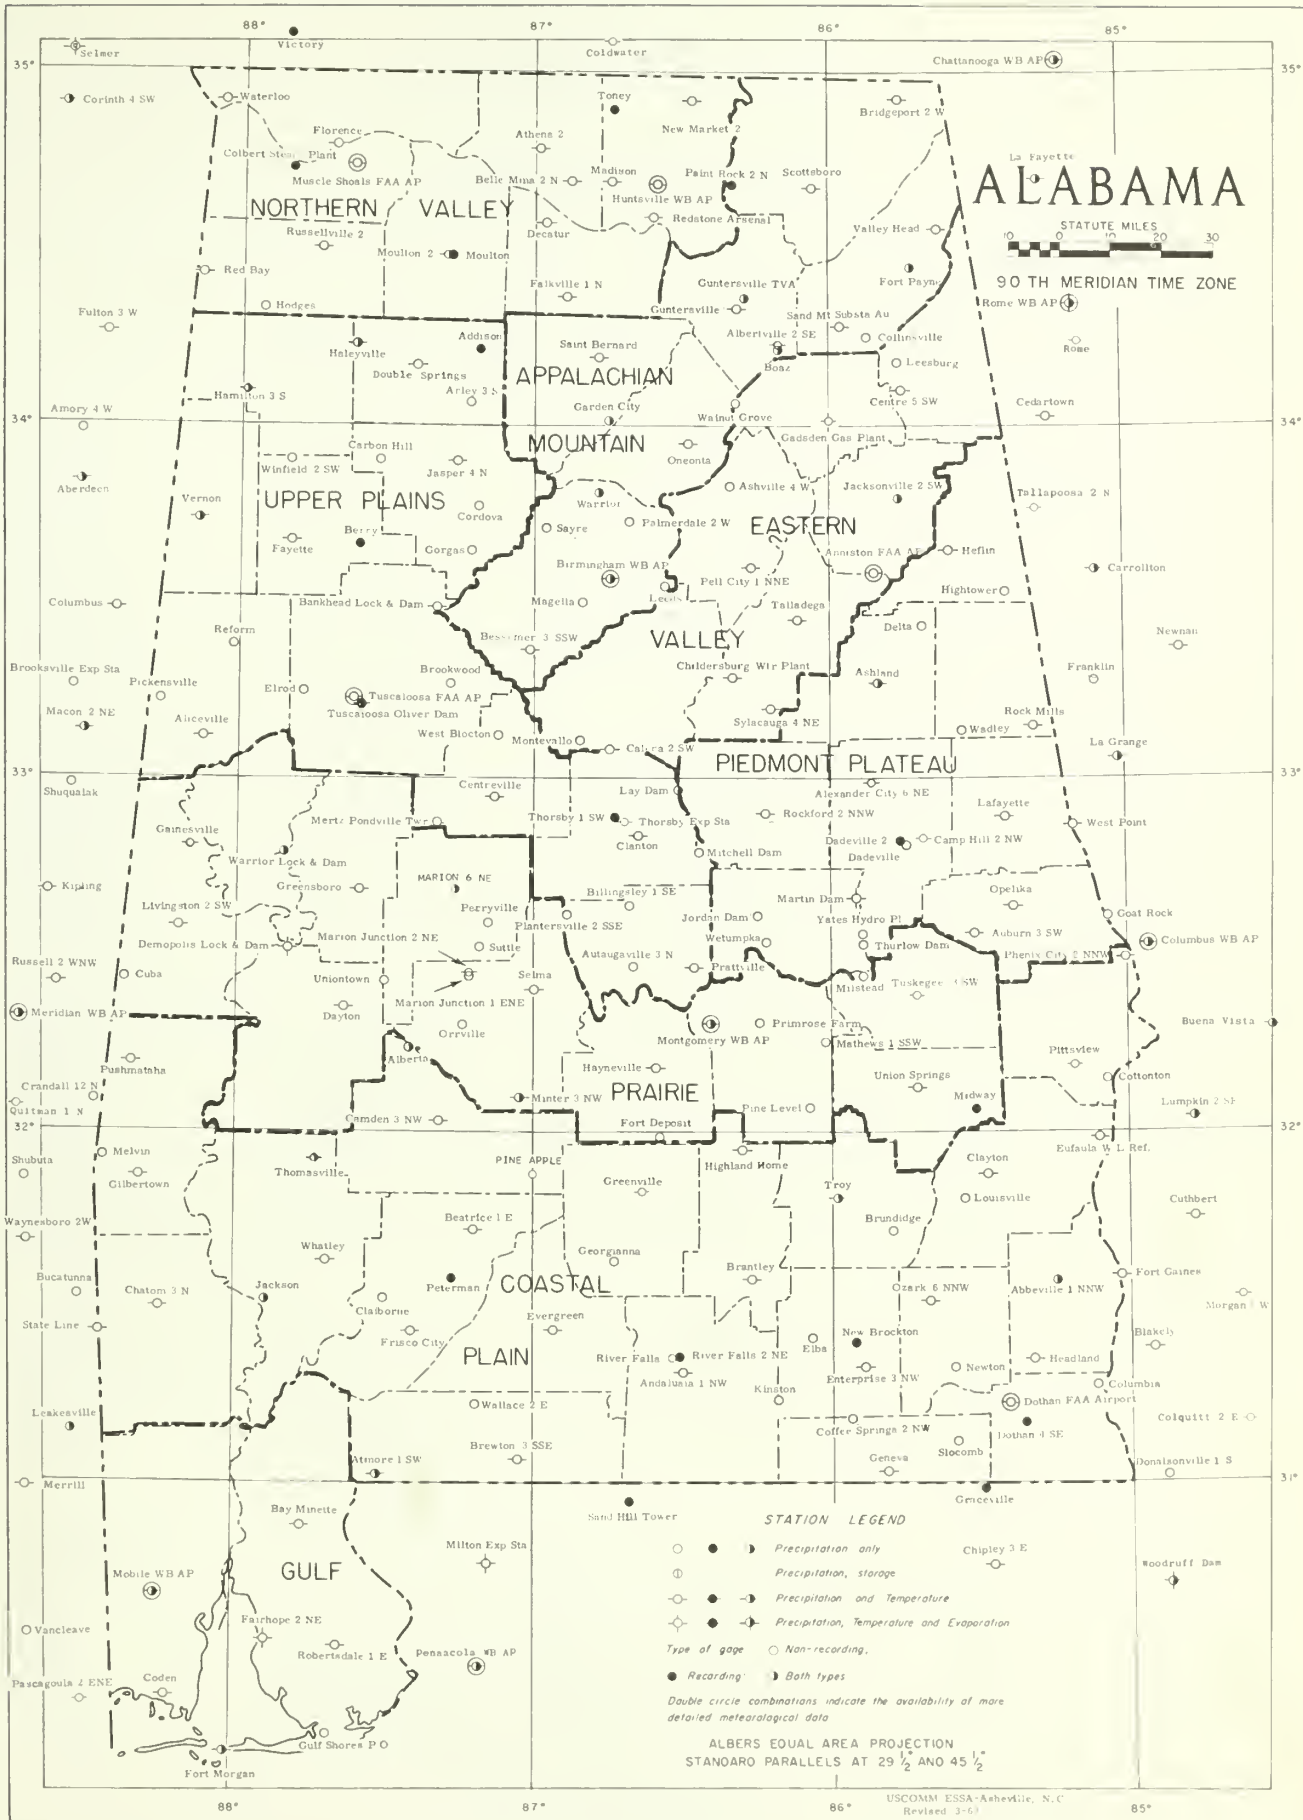 88° 87° 86° 85°
Victory
Selmer
Coldwater
Chattanooga WB AP
35° 35°
Corinth 4 SW
Waterloo
Toney
New Market 2
Bridgeport 2 W
Florence
Athens 2
Colbert Steam Plant
Muscle Shoals FAA AP
Belle Mina 2 N
Madison
Huntsville WB AP
Paint Rock 2 N
Scottsboro
La Fayette
ALABAMA
NORTHERN VALLEY
Redstone Arsenal
Decatur
Russellville 2
Valley Head
STATUTE MILES
10 0 10 20 30
Moulton 2
Moulton
Red Bay
Fort Payne
90 TH MERIDIAN TIME ZONE
Falkville 1 N
Guntersville TVA
Rome WB AP
Hodges
Guntersville
Sand Mt Substa Au
Fulton 3 W
Addison
Albertville 2 SE
Collinsville
Rome
Haleyville
Saint Bernard
Boaz
Leesburg
Double Springs
APPALACHIAN
Hamilton 3 S
Arley 3 S
Centre 5 SW
Amory 4 W
Garden City
Walnut Grove
Cedartown
34° 34°
MOUNTAIN
Gadsden Gas Plant
Carbon Hill
Oneonta
Winfield 2 SW
Jasper 4 N
Aberdeen
Ashville 4 W
Jacksonville 2 SW
Vernon
UPPER PLAINS
Warrior
Tallapoosa 2 N
Cordova
Sayre
Palmerdale 2 W
EASTERN
Berry
Fayette
Gorgas
Anniston FAA AP
Heflin
Birmingham WB AP
Pell City 1 NNE
Carrollton
Columbus
Bankhead Lock & Dam
Magella
Leeds
Talladega
Hightower
Reform
Delta
Newnan
Bessemer 3 SSW
VALLEY
Brooksville Exp Sta
Pickensville
Elrod
Brookwood
Childersburg Wtr Plant
Ashland
Franklin
Tuscaloosa FAA AP
Tuscaloosa Oliver Dam
Macon 2 NE
Aliceville
West Blocton
Montevallo
Sylacauga 4 NE
Wadley
Rock Mills
Calera 2 SW
La Grange
PIEDMONT PLATEAU
33° 33°
Shuqualak
Centreville
Lay Dam
Alexander City 6 NE
Mertz Pondville Twr
Thorsby 1 SW
Thorsby Exp Sta
Rockford 2 NNW
Lafayette
West Point
Gainesville
Clanton
Dadeville 2
Camp Hill 2 NW
Dadeville
Warrior Lock & Dam
Mitchell Dam
Kipling
Greensboro
MARION 6 NE
Billingsley 1 SE
Martin Dam
Opelika
Livingston 2 SW
Perryville
Plantersville 2 SSE
Jordan Dam
Yates Hydro Pl
Goat Rock
Demopolis Lock & Dam
Marion Junction 2 NE
Suttle
Wetumpka
Thurlow Dam
Auburn 3 SW
Columbus WB AP
Phenix City 2 NNW
Russell 2 WNW
Cuba
Uniontown
Selma
Autaugaville 3 N
Prattville
Milstead
Marion Junction 1 ENE
Meridian WB AP
Dayton
Orrville
Primrose Farm
Buena Vista
Alberta
Montgomery WB AP
Mathews 1 SSW
Pushmataha
Hayneville
Pittsview
Crandall 12 N
Union Springs
Cottonton
Quitman 1 N
Minter 3 NW
PRAIRIE
Midway
Lumpkin 2 SE
Camden 3 NW
Pine Level
32° 32°
Fort Deposit
Melvin
Eufaula W L Ref.
Shubuta
Gilbertown
Thomasville
PINE APPLE
Highland Home
Clayton
Greenville
Troy
Louisville
Cuthbert
Waynesboro 2W
Beatrice 1 E
Brundidge
Whatley
Georgianna
Bucatunna
Chatom 3 N
Jackson
Peterman
COASTAL
Brantley
Fort Gaines
Ozark 6 NNW
Abbeville 1 NNW
Claiborne
State Line
Frisco City
Evergreen
New Brockton
Blakely
Elba
PLAIN
River Falls
River Falls 2 NE
Headland
Andalusia 1 NW
Enterprise 3 NW
Newton
Kinston
Columbia
Leakesville
Wallace 2 E
Dothan FAA Airport
Colquitt 2 E
Coffee Springs 2 NW
Dothan 4 SE
Atmore 1 SW
Brewton 3 SSE
Slocomb
Geneva
Donalsonville 1 S
31° 31°
Merrill
Graceville
Bay Minette
Sand Hill Tower
STATION LEGEND
Precipitation only
Milton Exp Sta
Chipley 3 E
Woodruff Dam
Mobile WB AP
GULF
Precipitation, storage
Precipitation and Temperature
Fairhope 2 NE
Precipitation, Temperature and Evaporation
Vancleave
Robertsdale 1 E
Pensacola WB AP
Type of gage Non-recording,
Recording Both types
Pascagoula 2 ENE
Coden
Double circle combinations indicate the availability of more
detailed meteorological data
Gulf Shores P O
Fort Morgan
ALBERS EQUAL AREA PROJECTION
STANDARD PARALLELS AT 29 ½° AND 45 ½°
USCOMM ESSA-Asheville, N.C
88° 87° 86° 85°